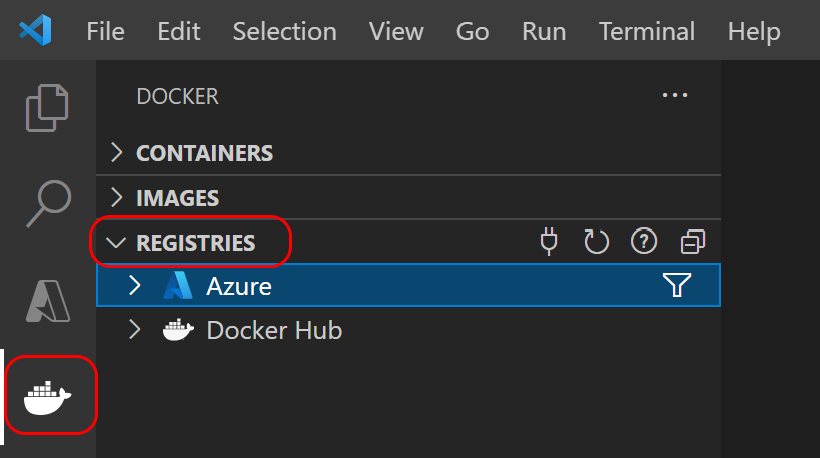 File Edit Selection View Go Run Terminal Help
DOCKER
CONTAINERS
IMAGES
REGISTRIES
Azure
Docker Hub